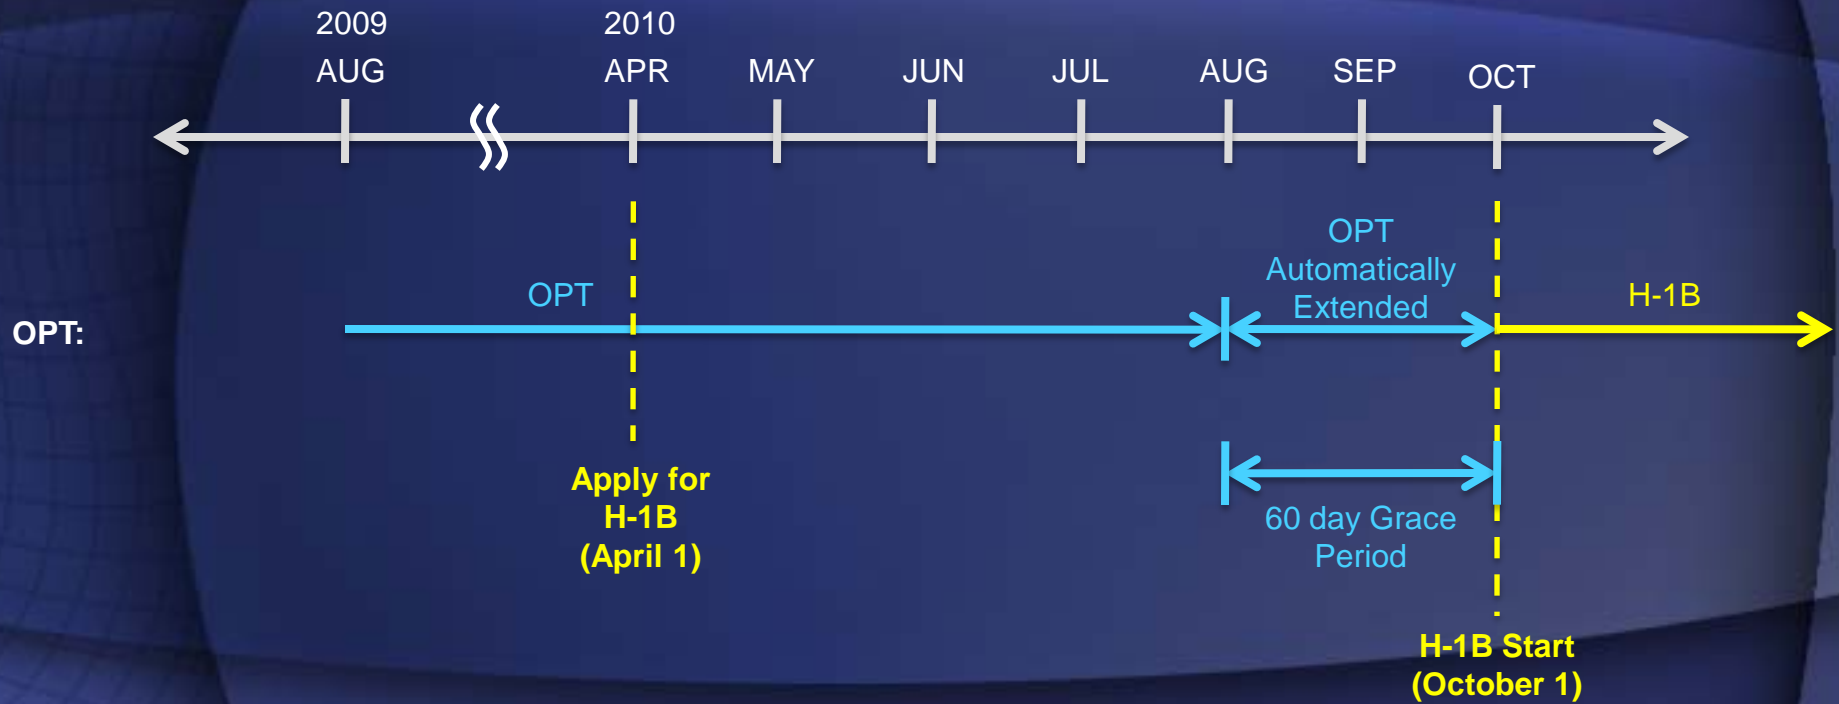 2009
2010
AUG
APR
MAY
JUN
JUL
AUG
SEP
OCT
OPT
Automatically
Extended
OPT
H-1B
OPT:
Apply for
H-1B
(April 1)
60 day Grace
Period
H-1B Start
(October 1)